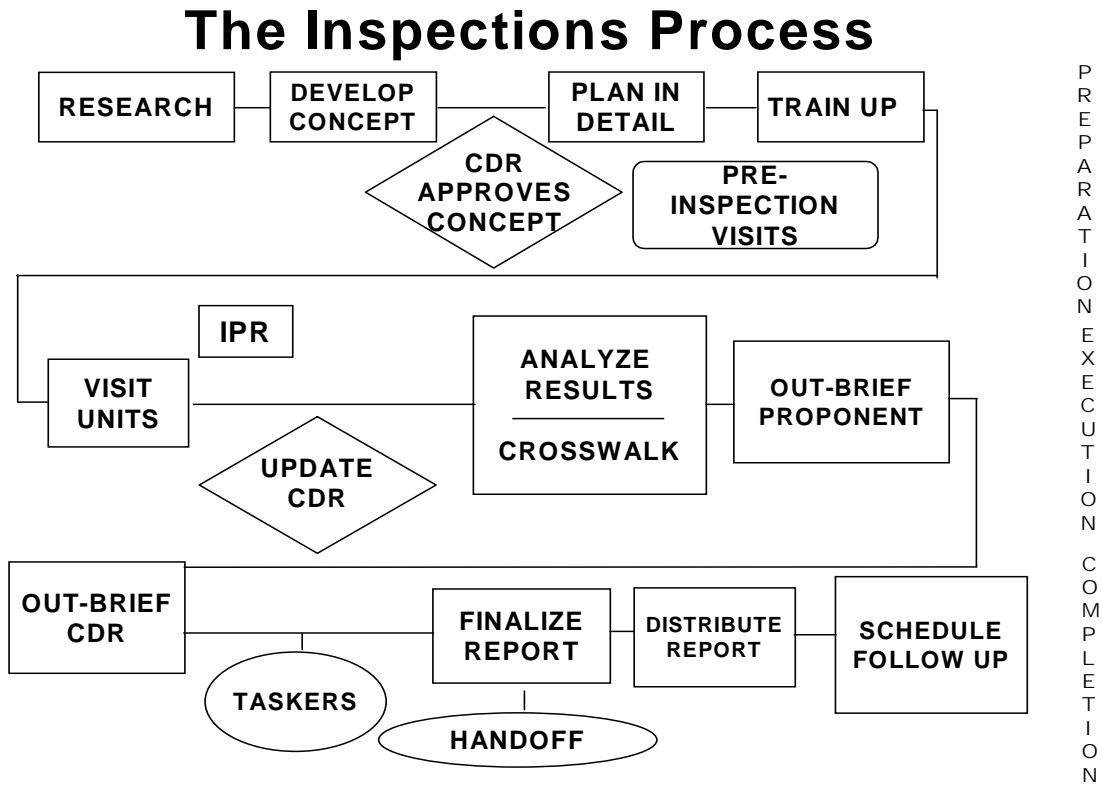 The Inspections Process
RESEARCH
DEVELOP
CONCEPT
PLAN IN
DETAIL
TRAIN UP
CDR
APPROVES
CONCEPT
PRE-
INSPECTION
VISITS
PREPARATION
IPR
VISIT
UNITS
UPDATE
CDR
ANALYZE
RESULTS
CROSSWALK
OUT-BRIEF
PROPONENT
EXECUTION
OUT-BRIEF
CDR
TASKERS
FINALIZE
REPORT
HANDOFF
DISTRIBUTE
REPORT
SCHEDULE
FOLLOW UP
COMPLETION